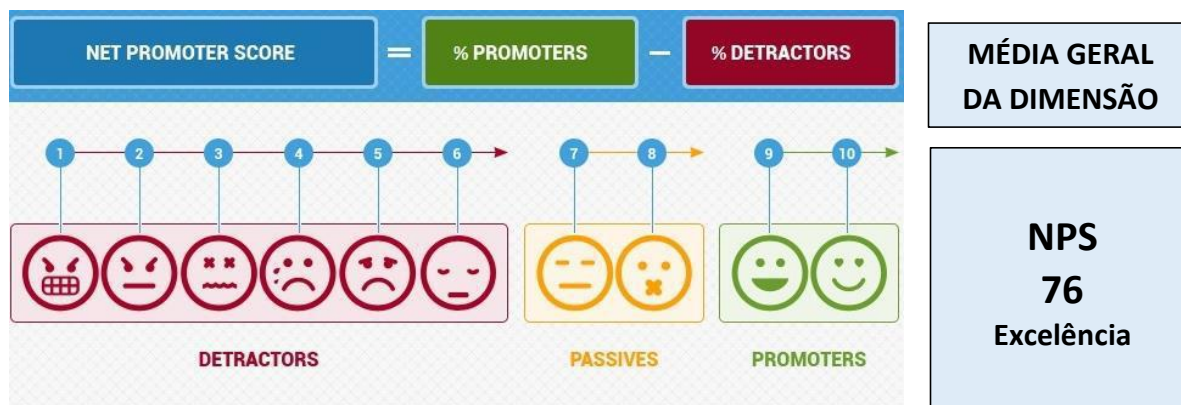 NET PROMOTER SCORE = % PROMOTERS – % DETRACTORS
MÉDIA GERAL
DA DIMENSÃO
1 2 3 4 5 6 7 8 9 10
NPS
76
Excelência
DETRACTORS PASSIVES PROMOTERS